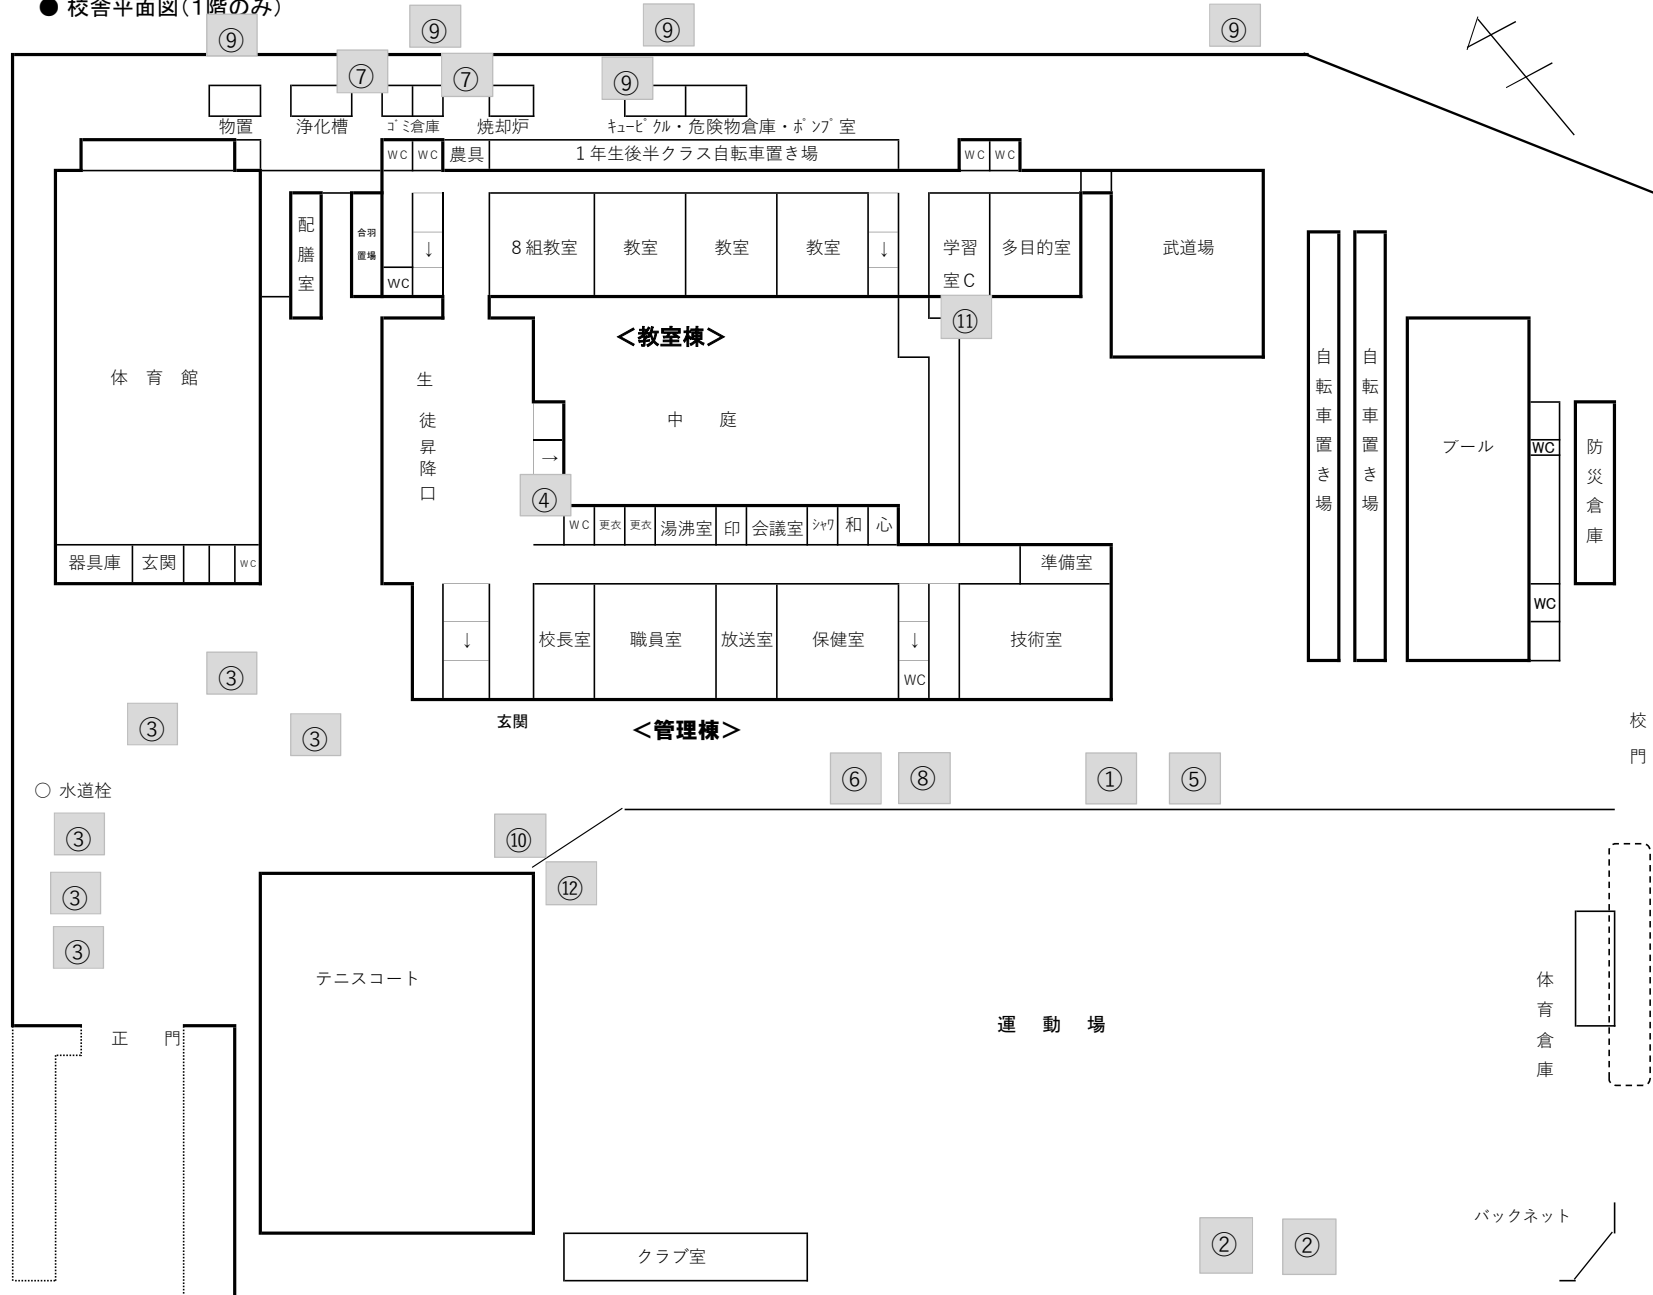 ● 校舎平面図(1階のみ)
⑨ ⑨ ⑨ ⑨
⑦ ⑦ ⑨
物置 浄化槽 ゴミ倉庫 焼却炉 キュービクル・危険物倉庫・ポンプ室
WC WC 農具 1年生後半クラス自転車置き場 WC WC
配膳室
合羽置場
↓
WC
8組教室 教室 教室 教室 ↓
学習室C
多目的室
武道場
⑪
<教室棟>
体育館
生徒昇降口
中庭
→
④
自転車置き場
自転車置き場
プール
WC
WC
防災倉庫
WC 更衣 更衣 湯沸室 印 会議室 シャワ 和 心
器具庫 玄関 WC
準備室
↓ 校長室 職員室 放送室 保健室 ↓ 技術室
WC
玄関 <管理棟>
③
③ ③
校門
○ 水道栓
⑥ ⑧ ① ⑤
③
⑩
③
⑫
③
テニスコート
体育倉庫
運動場
正門
バックネット
クラブ室
② ②